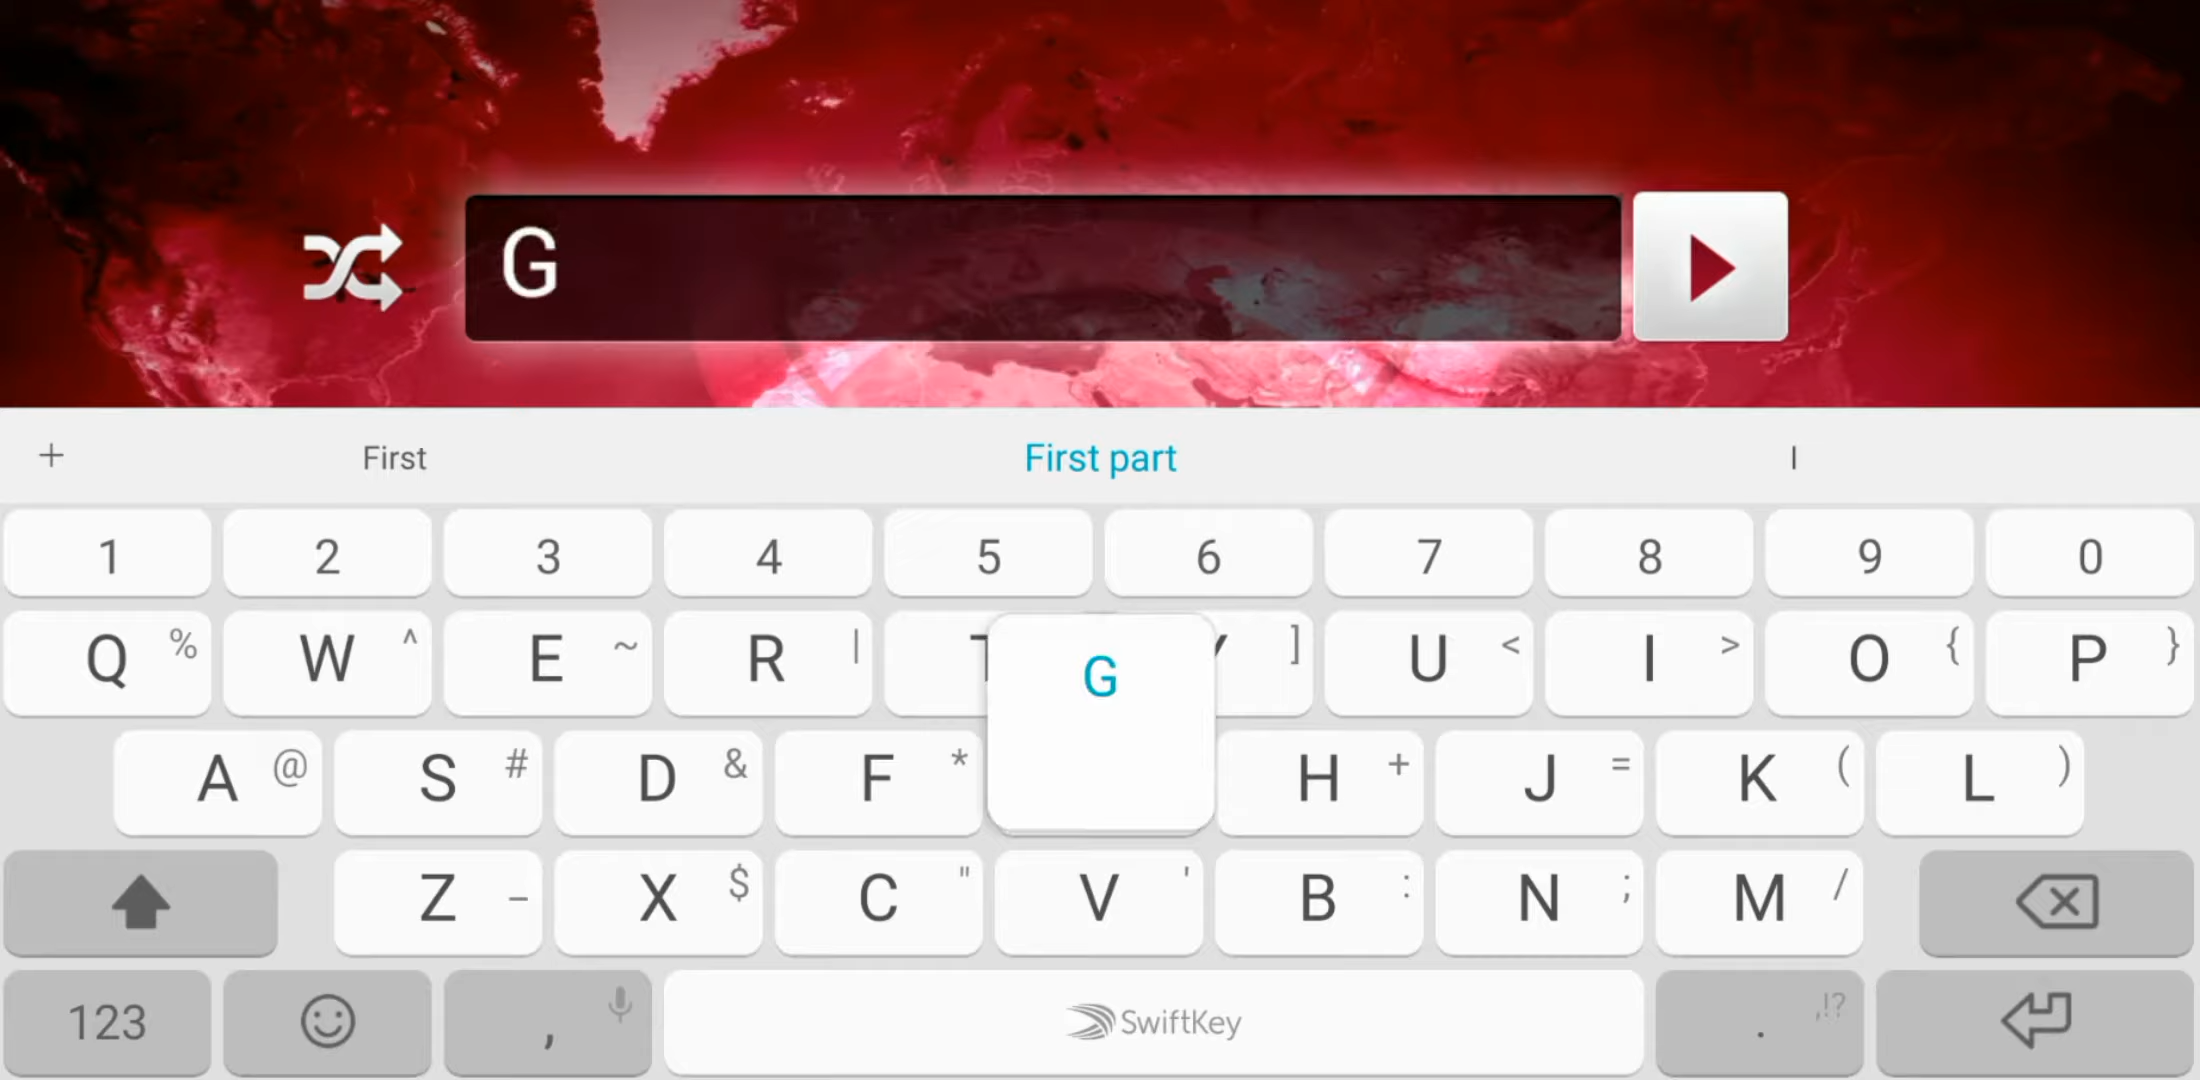 G
+ First First part I
1 2 3 4 5 6 7 8 9 0
Q % W ^ E ~ R | G ] U < I > O { P }
A @ S # D & F * H + J = K ( L )
Z _ X $ C " V ' B : N ; M /
123 , SwiftKey . ,!?